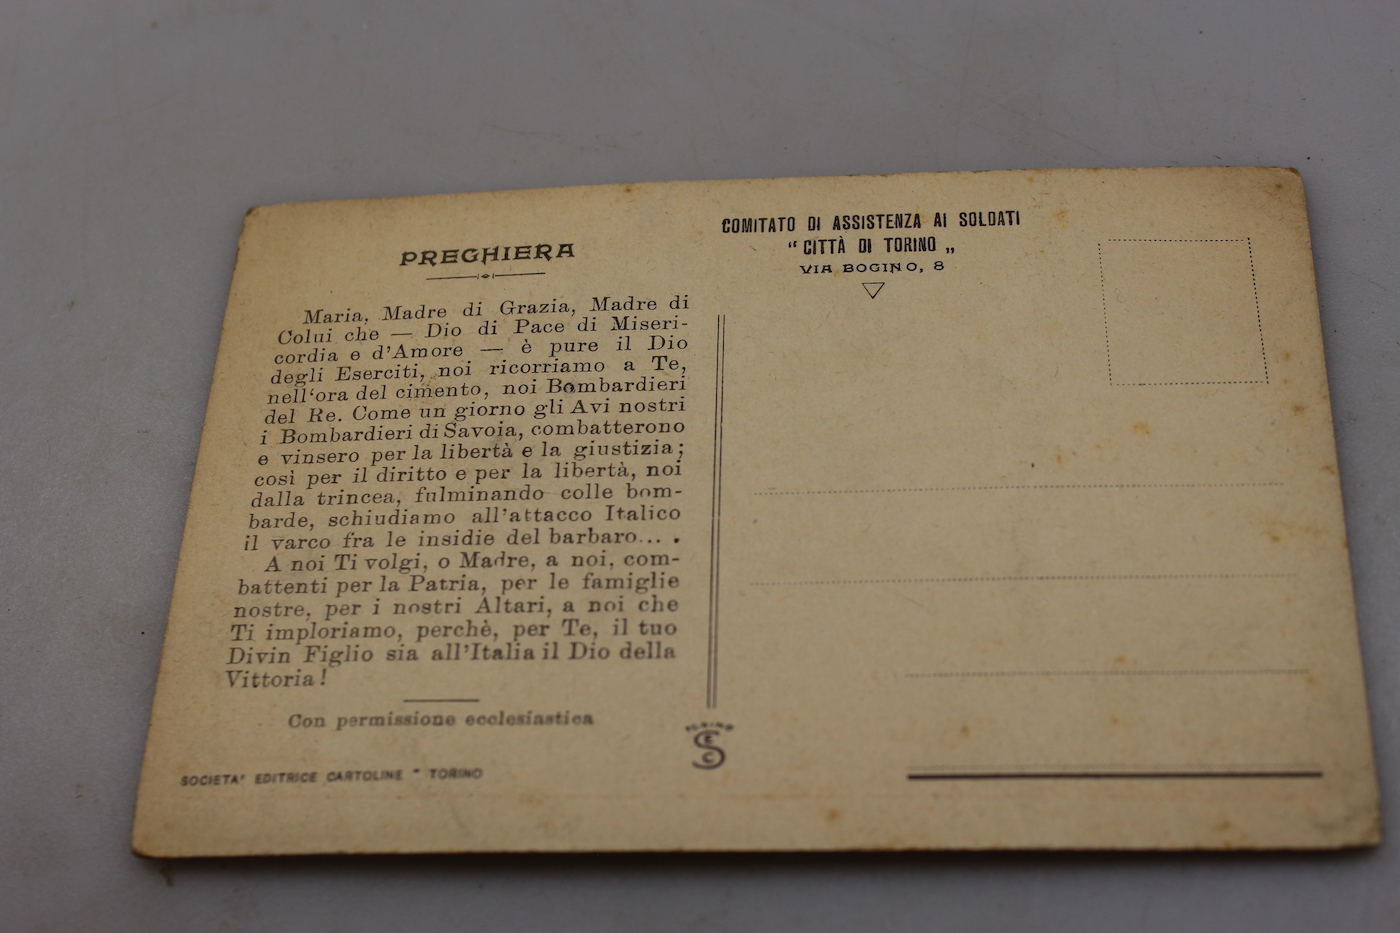 PREGHIERA
Maria, Madre di Grazia, Madre di
Colui che — Dio di Pace di Miseri-
cordia e d'Amore — è pure il Dio
degli Eserciti, noi ricorriamo a Te,
nell'ora del cimento, noi Bombardieri
del Re. Come un giorno gli Avi nostri
i Bombardieri di Savoia, combatterono
e vinsero per la libertà e la giustizia;
così per il diritto e per la libertà, noi
dalla trincea, fulminando colle bom-
barde, schiudiamo all'attacco Italico
il varco fra le insidie del barbaro... .
A noi Ti volgi, o Madre, a noi, com-
battenti per la Patria, per le famiglie
nostre, per i nostri Altari, a noi che
Ti imploriamo, perchè, per Te, il tuo
Divin Figlio sia all'Italia il Dio della
Vittoria!
Con permissione ecclesiastica
SOCIETA' EDITRICE CARTOLINE - TORINO
COMITATO DI ASSISTENZA AI SOLDATI
“ CITTÀ DI TORINO „
VIA BOGINO, 8
TORINO
SEC